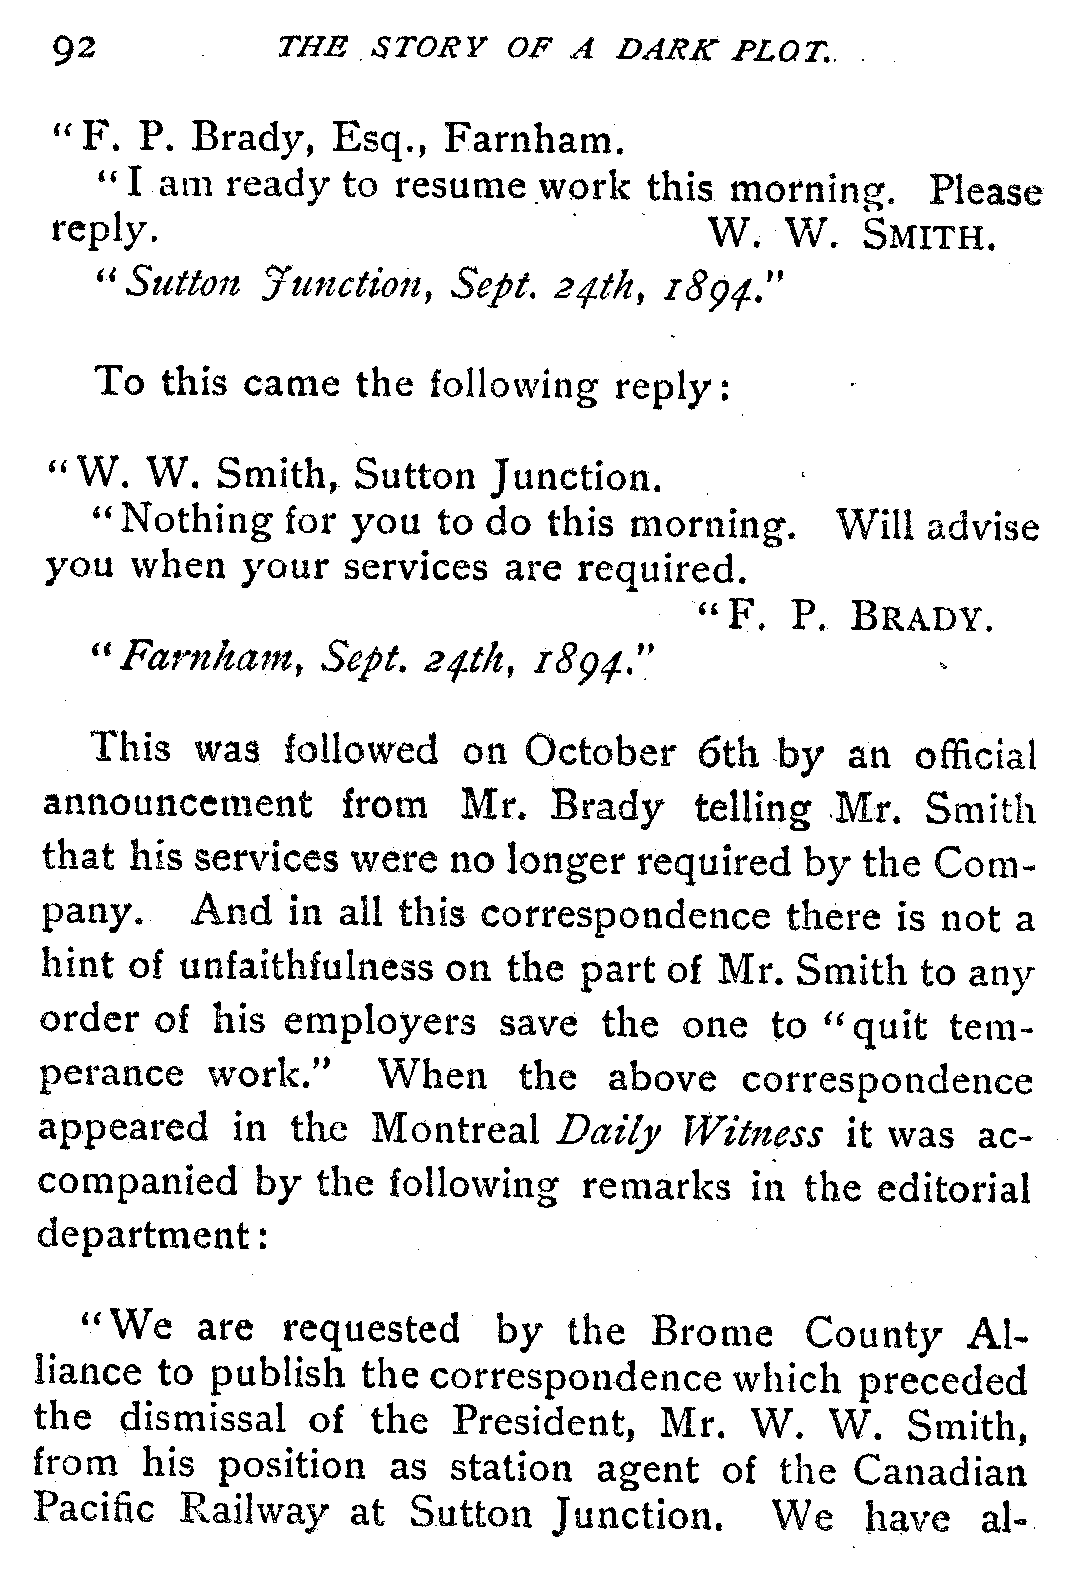 92 THE STORY OF A DARK PLOT.
"F. P. Brady, Esq., Farnham.
"I am ready to resume work this morning. Please
reply. W. W. SMITH.
"Sutton Junction, Sept. 24th, 1894."
To this came the following reply:
"W. W. Smith, Sutton Junction.
"Nothing for you to do this morning. Will advise
you when your services are required.
"F. P. BRADY.
"Farnham, Sept. 24th, 1894."
This was followed on October 6th by an official
announcement from Mr. Brady telling Mr. Smith
that his services were no longer required by the Com-
pany. And in all this correspondence there is not a
hint of unfaithfulness on the part of Mr. Smith to any
order of his employers save the one to "quit tem-
perance work." When the above correspondence
appeared in the Montreal Daily Witness it was ac-
companied by the following remarks in the editorial
department:
"We are requested by the Brome County Al-
liance to publish the correspondence which preceded
the dismissal of the President, Mr. W. W. Smith,
from his position as station agent of the Canadian
Pacific Railway at Sutton Junction. We have al-